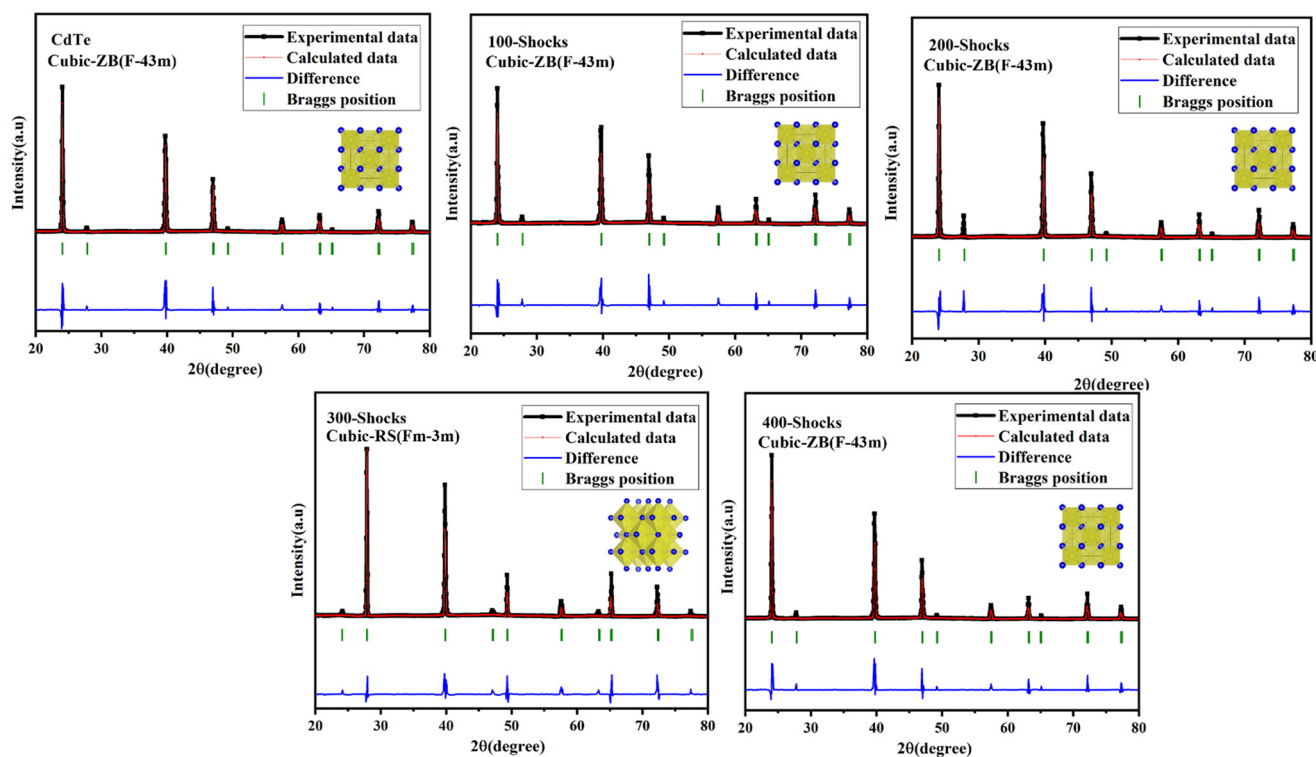 CdTe
Cubic-ZB(F-43m)
Experimental data
Calculated data
Difference
Braggs position
Intensity(a.u)
20 30 40 50 60 70 80
2θ(degree)
100-Shocks
Cubic-ZB(F-43m)
Experimental data
Calculated data
Difference
Braggs position
Intensity(a.u)
20 30 40 50 60 70 80
2θ(degree)
200-Shocks
Cubic-ZB(F-43m)
Experimental data
Calculated data
Difference
Braggs position
Intensity(a.u)
20 30 40 50 60 70 80
2θ(degree)
300-Shocks
Cubic-RS(Fm-3m)
Experimental data
Calculated data
Difference
Braggs position
Intensity(a.u)
20 30 40 50 60 70 80
2θ(degree)
400-Shocks
Cubic-ZB(F-43m)
Experimental data
Calculated data
Difference
Braggs position
Intensity(a.u)
20 30 40 50 60 70 80
2θ(degree)